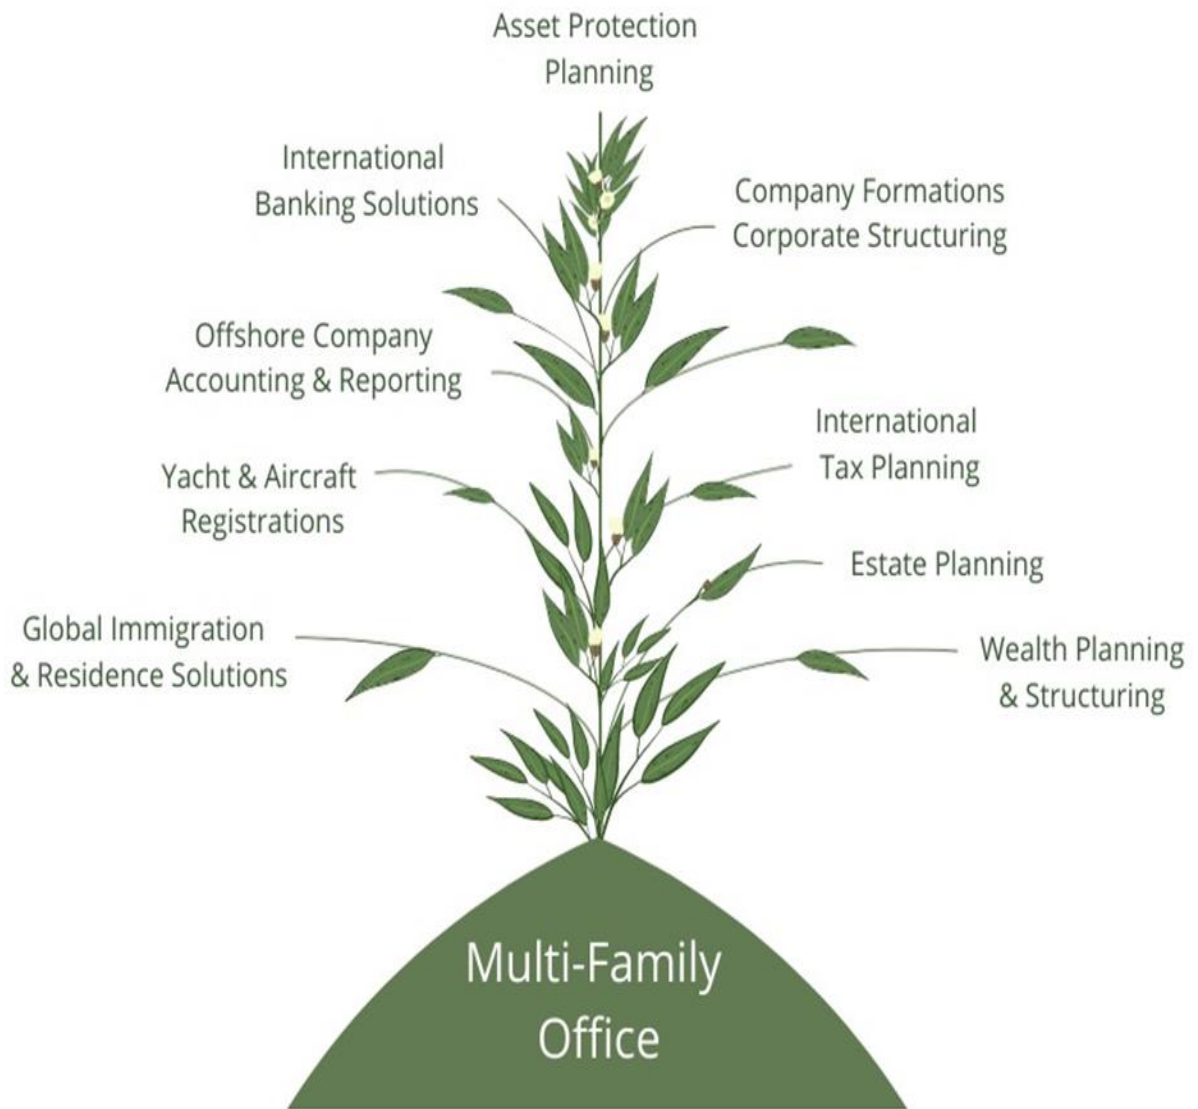 Asset Protection
Planning
International
Banking Solutions
Company Formations
Corporate Structuring
Offshore Company
Accounting & Reporting
International
Tax Planning
Yacht & Aircraft
Registrations
Estate Planning
Global Immigration
& Residence Solutions
Wealth Planning
& Structuring
Multi-Family
Office